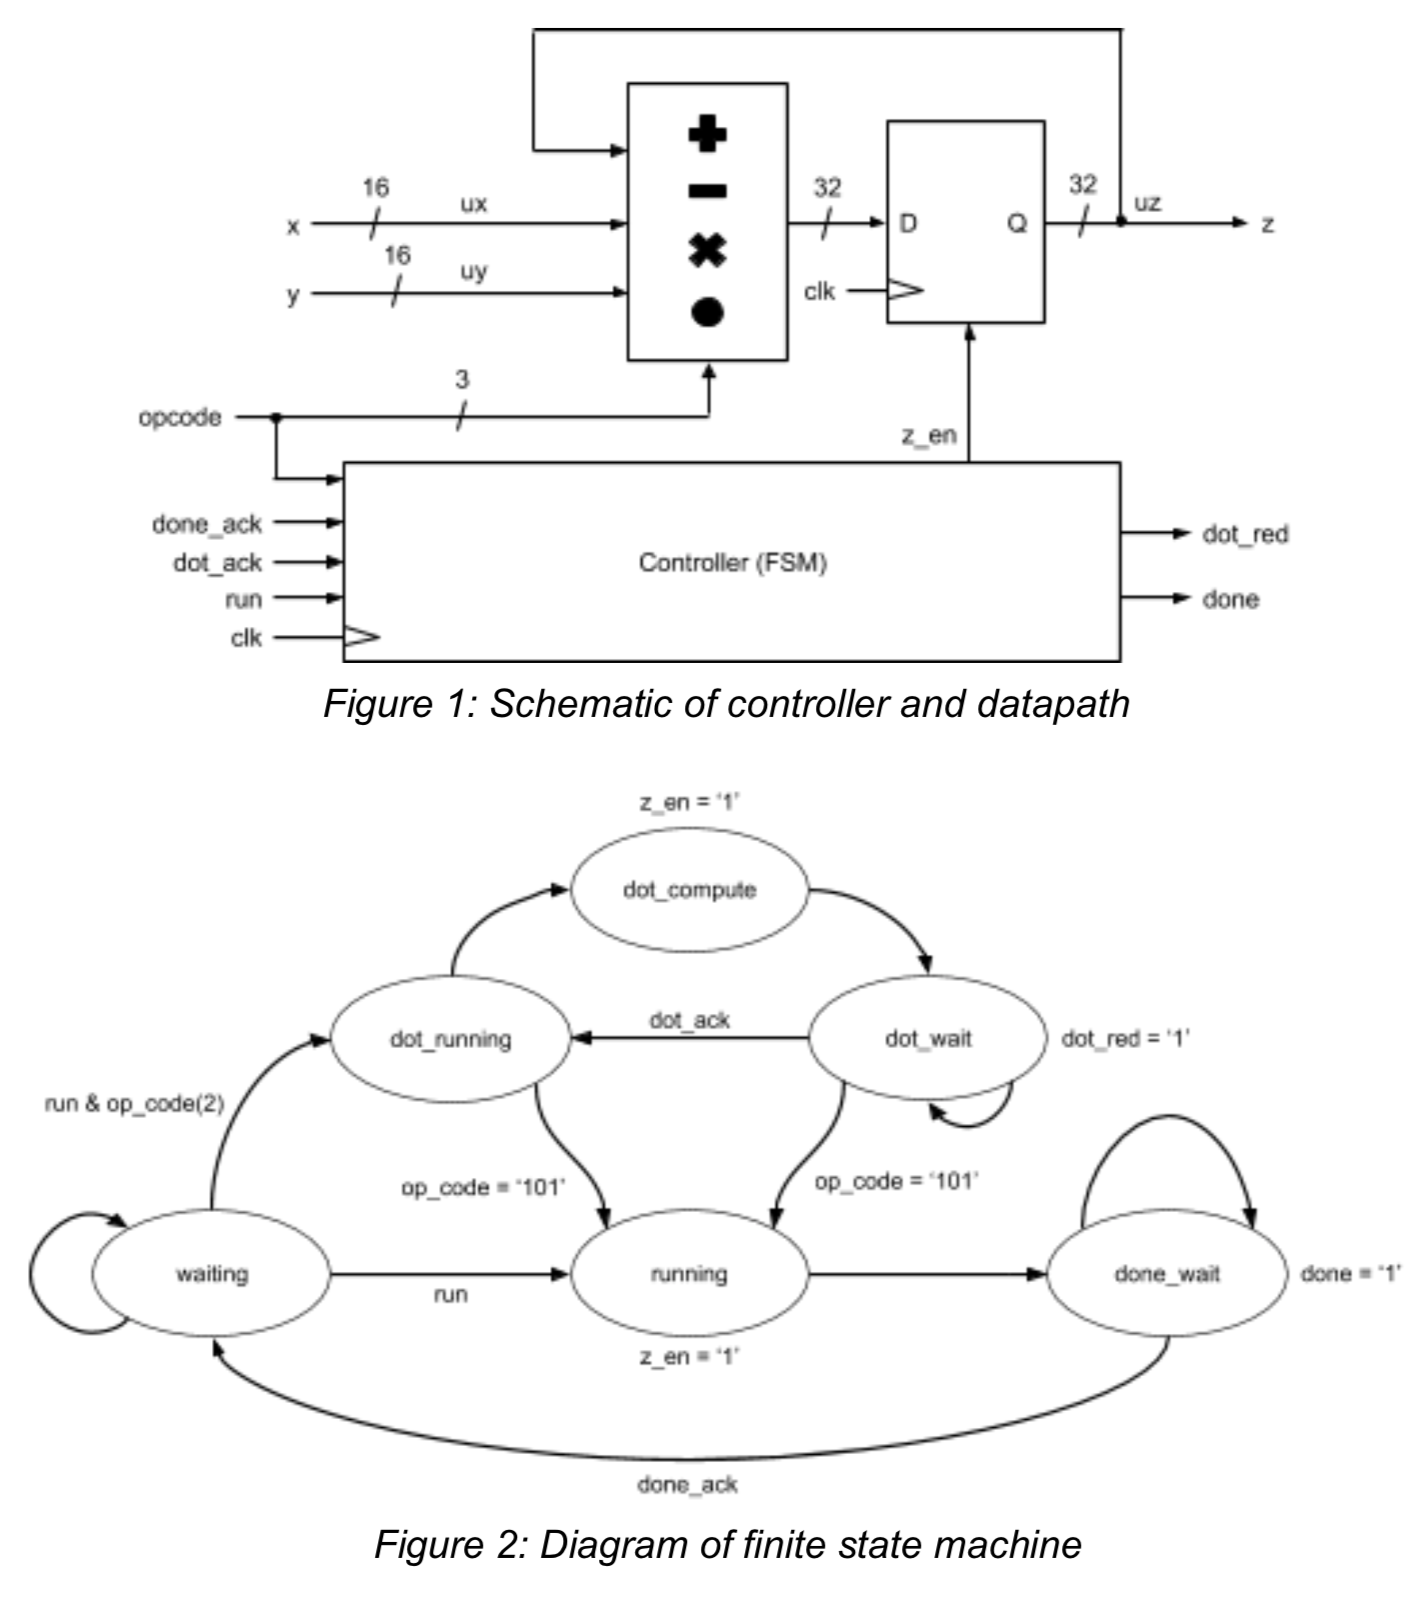 16
ux
x
16
uy
y
32
D
Q
32
uz
z
clk
3
opcode
z_en
done_ack
dot_ack
run
clk
Controller (FSM)
dot_red
done
Figure 1: Schematic of controller and datapath
z_en = ‘1’
dot_compute
dot_running
dot_ack
dot_wait
dot_red = ‘1’
run & op_code(2)
op_code = ‘101’
op_code = ‘101’
waiting
run
running
done_wait
done = ‘1’
z_en = ‘1’
done_ack
Figure 2: Diagram of finite state machine